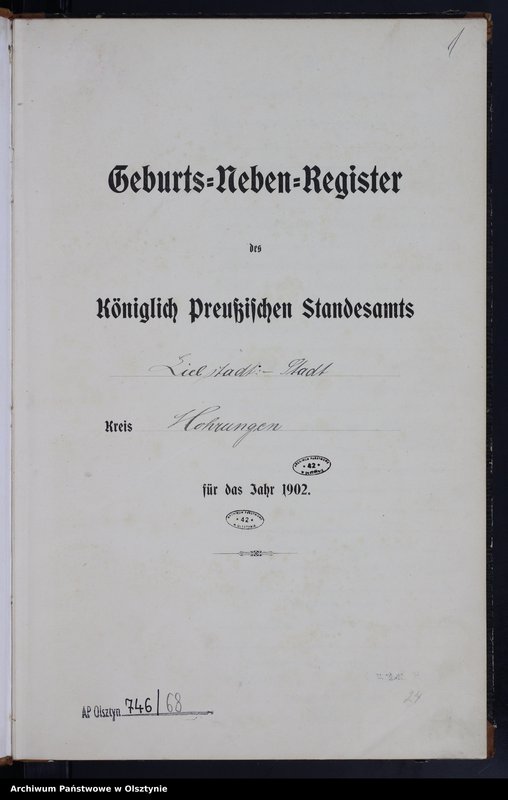 1
Geburts=Neben=Register
des
Königlich Preußischen Standesamts
Liebstadt - Stadt
Kreis Mohrungen
42
für das Jahr 1902.
42
24
AP Olsztyn 746/68
Archiwum Państwowe w Olsztynie